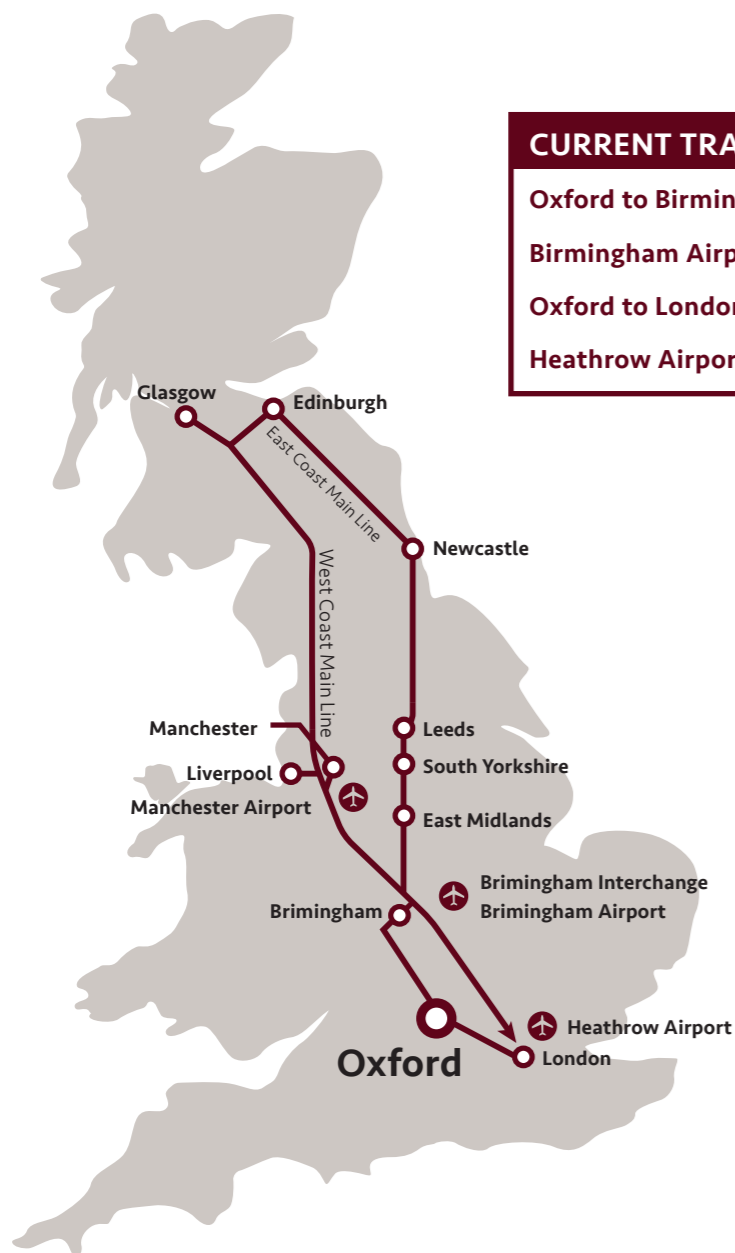 CURRENT TRA
Oxford to Birmin
Birmingham Airp
Oxford to London
Heathrow Airpor
Glasgow
Edinburgh
East Coast Main Line
Newcastle
West Coast Main Line
Manchester
Leeds
Liverpool
South Yorkshire
Manchester Airport
East Midlands
Brimingham Interchange
Brimingham
Brimingham Airport
Heathrow Airport
Oxford
London